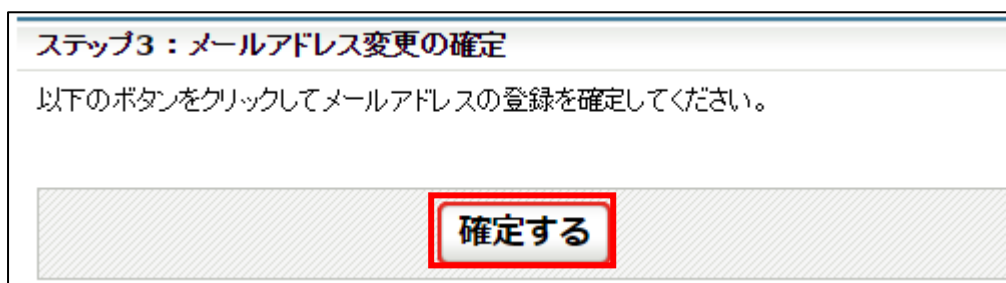 ステップ3：メールアドレス変更の確定
以下のボタンをクリックしてメールアドレスの登録を確定してください。
確定する